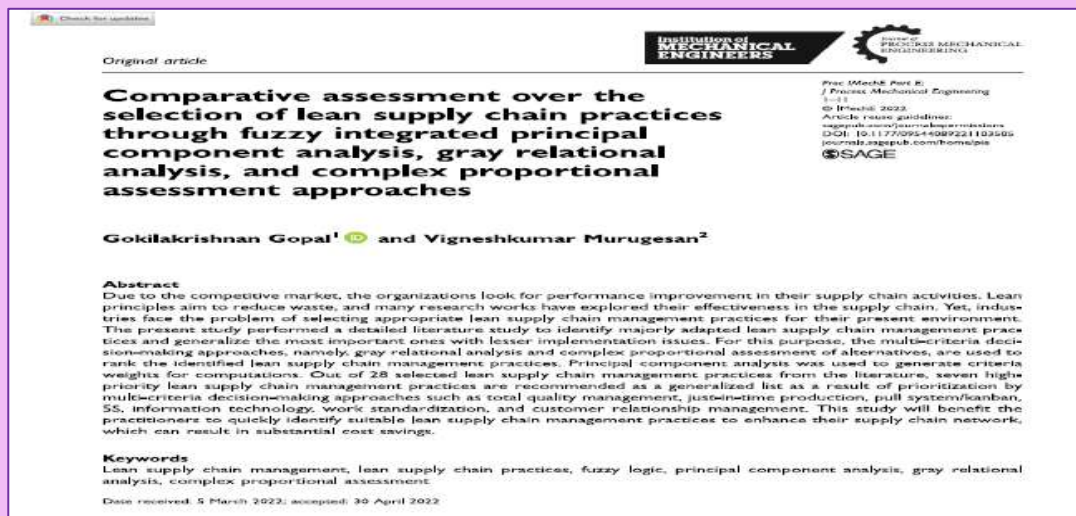 Check for updates
Original article
Institution of
MECHANICAL
ENGINEERS
Journal of
PROCESS MECHANICAL
ENGINEERING
Comparative assessment over the
selection of lean supply chain practices
through fuzzy integrated principal
component analysis, gray relational
analysis, and complex proportional
assessment approaches
Proc IMechE Part E:
J Process Mechanical Engineering
1–11
© IMechE 2022
Article reuse guidelines:
sagepub.com/journals-permissions
DOI: 10.1177/09544089221103505
journals.sagepub.com/home/pie
SAGE
Gokilakrishnan Gopal1 iD and Vigneshkumar Murugesan2
Abstract
Due to the competitive market, the organizations look for performance improvement in their supply chain activities. Lean
principles aim to reduce waste, and many research works have explored their effectiveness in the supply chain. Yet, indus-
tries face the problem of selecting appropriate lean supply chain management practices for their present environment.
The present study performed a detailed literature study to identify majorly adapted lean supply chain management prac-
tices and generalize the most important ones with lesser implementation issues. For this purpose, the multi-criteria deci-
sion-making approaches, namely, gray relational analysis and complex proportional assessment of alternatives, are used to
rank the identified lean supply chain management practices. Principal component analysis was used to generate criteria
weights for computations. Out of 28 selected lean supply chain management practices from the literature, seven high-
priority lean supply chain management practices are recommended as a generalized list as a result of prioritization by
multi-criteria decision-making approaches such as total quality management, just-in-time production, pull system/kanban,
5S, information technology, work standardization, and customer relationship management. This study will benefit the
practitioners to quickly identify suitable lean supply chain management practices to enhance their supply chain network,
which can result in substantial cost savings.
Keywords
Lean supply chain management, lean supply chain practices, fuzzy logic, principal component analysis, gray relational
analysis, complex proportional assessment
Date received: 5 March 2022; accepted: 30 April 2022